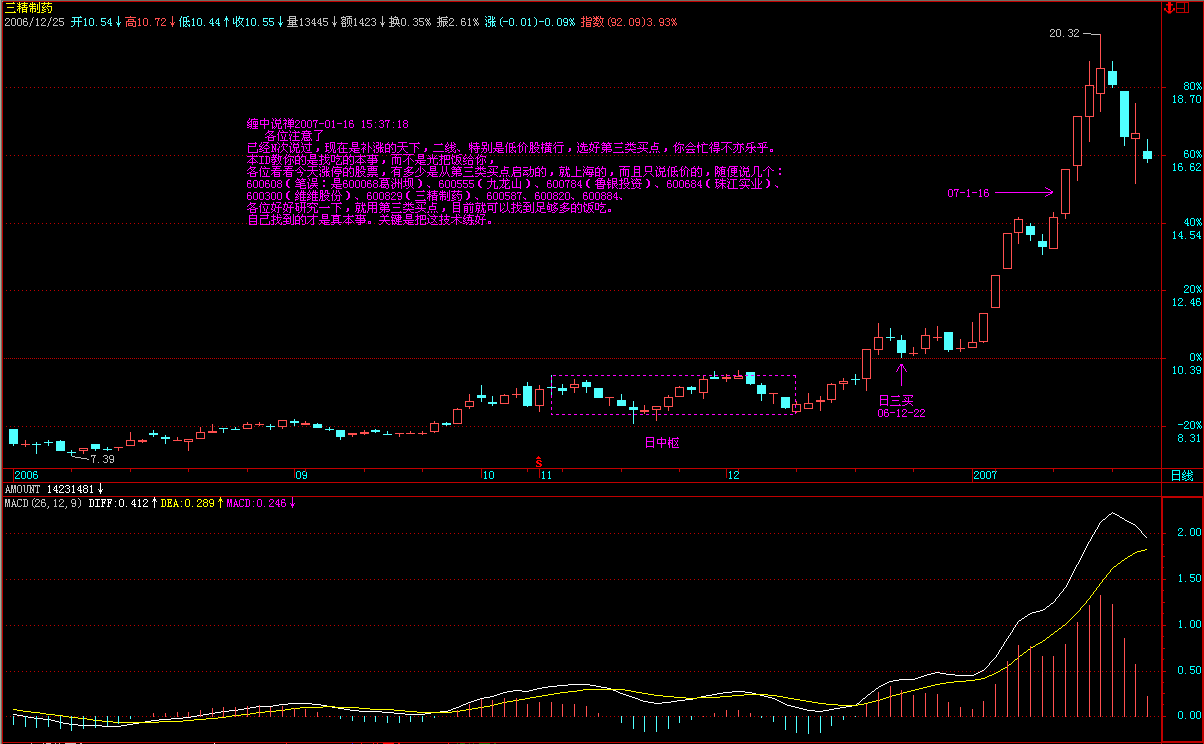 三精制药
2006/12/25 开10.54↓高10.72↓低10.44↑收10.55↓量13445↓额1423↓换0.35% 振2.61% 涨(-0.01)-0.09% 指数(92.09)3.93%
20.32
80%
18.70
缠中说禅2007-01-16 15:37:18
各位注意了
已经N次说过，现在是补涨的天下，二线、特别是低价股横行，选好第三类买点，你会忙得不亦乐乎。
本ID教你的是找吃的本事，而不是光把饭给你，
各位看看今天涨停的股票，有多少是从第三类买点启动的，就上海的，而且只说低价的，随便说几个：
600608（笔误：是600068葛洲坝）、600555（九龙山）、600784（鲁银投资）、600684（珠江实业）、
600300（维维股份）、600829（三精制药）、600587、600820、600884、
各位好好研究一下，就用第三类买点，目前就可以找到足够多的饭吃。
自己找到的才是真本事。关键是把这技术练好。
60%
16.62
07-1-16
40%
14.54
20%
12.46
0%
10.39
日三买
06-12-22
-20%
8.31
日中枢
7.39
2006
09
10
11
12
2007
日线
AMOUNT 14231481↓
MACD(26,12,9) DIFF:0.412↑DEA:0.289↑MACD:0.246↓
2.00
1.50
1.00
0.50
0.00